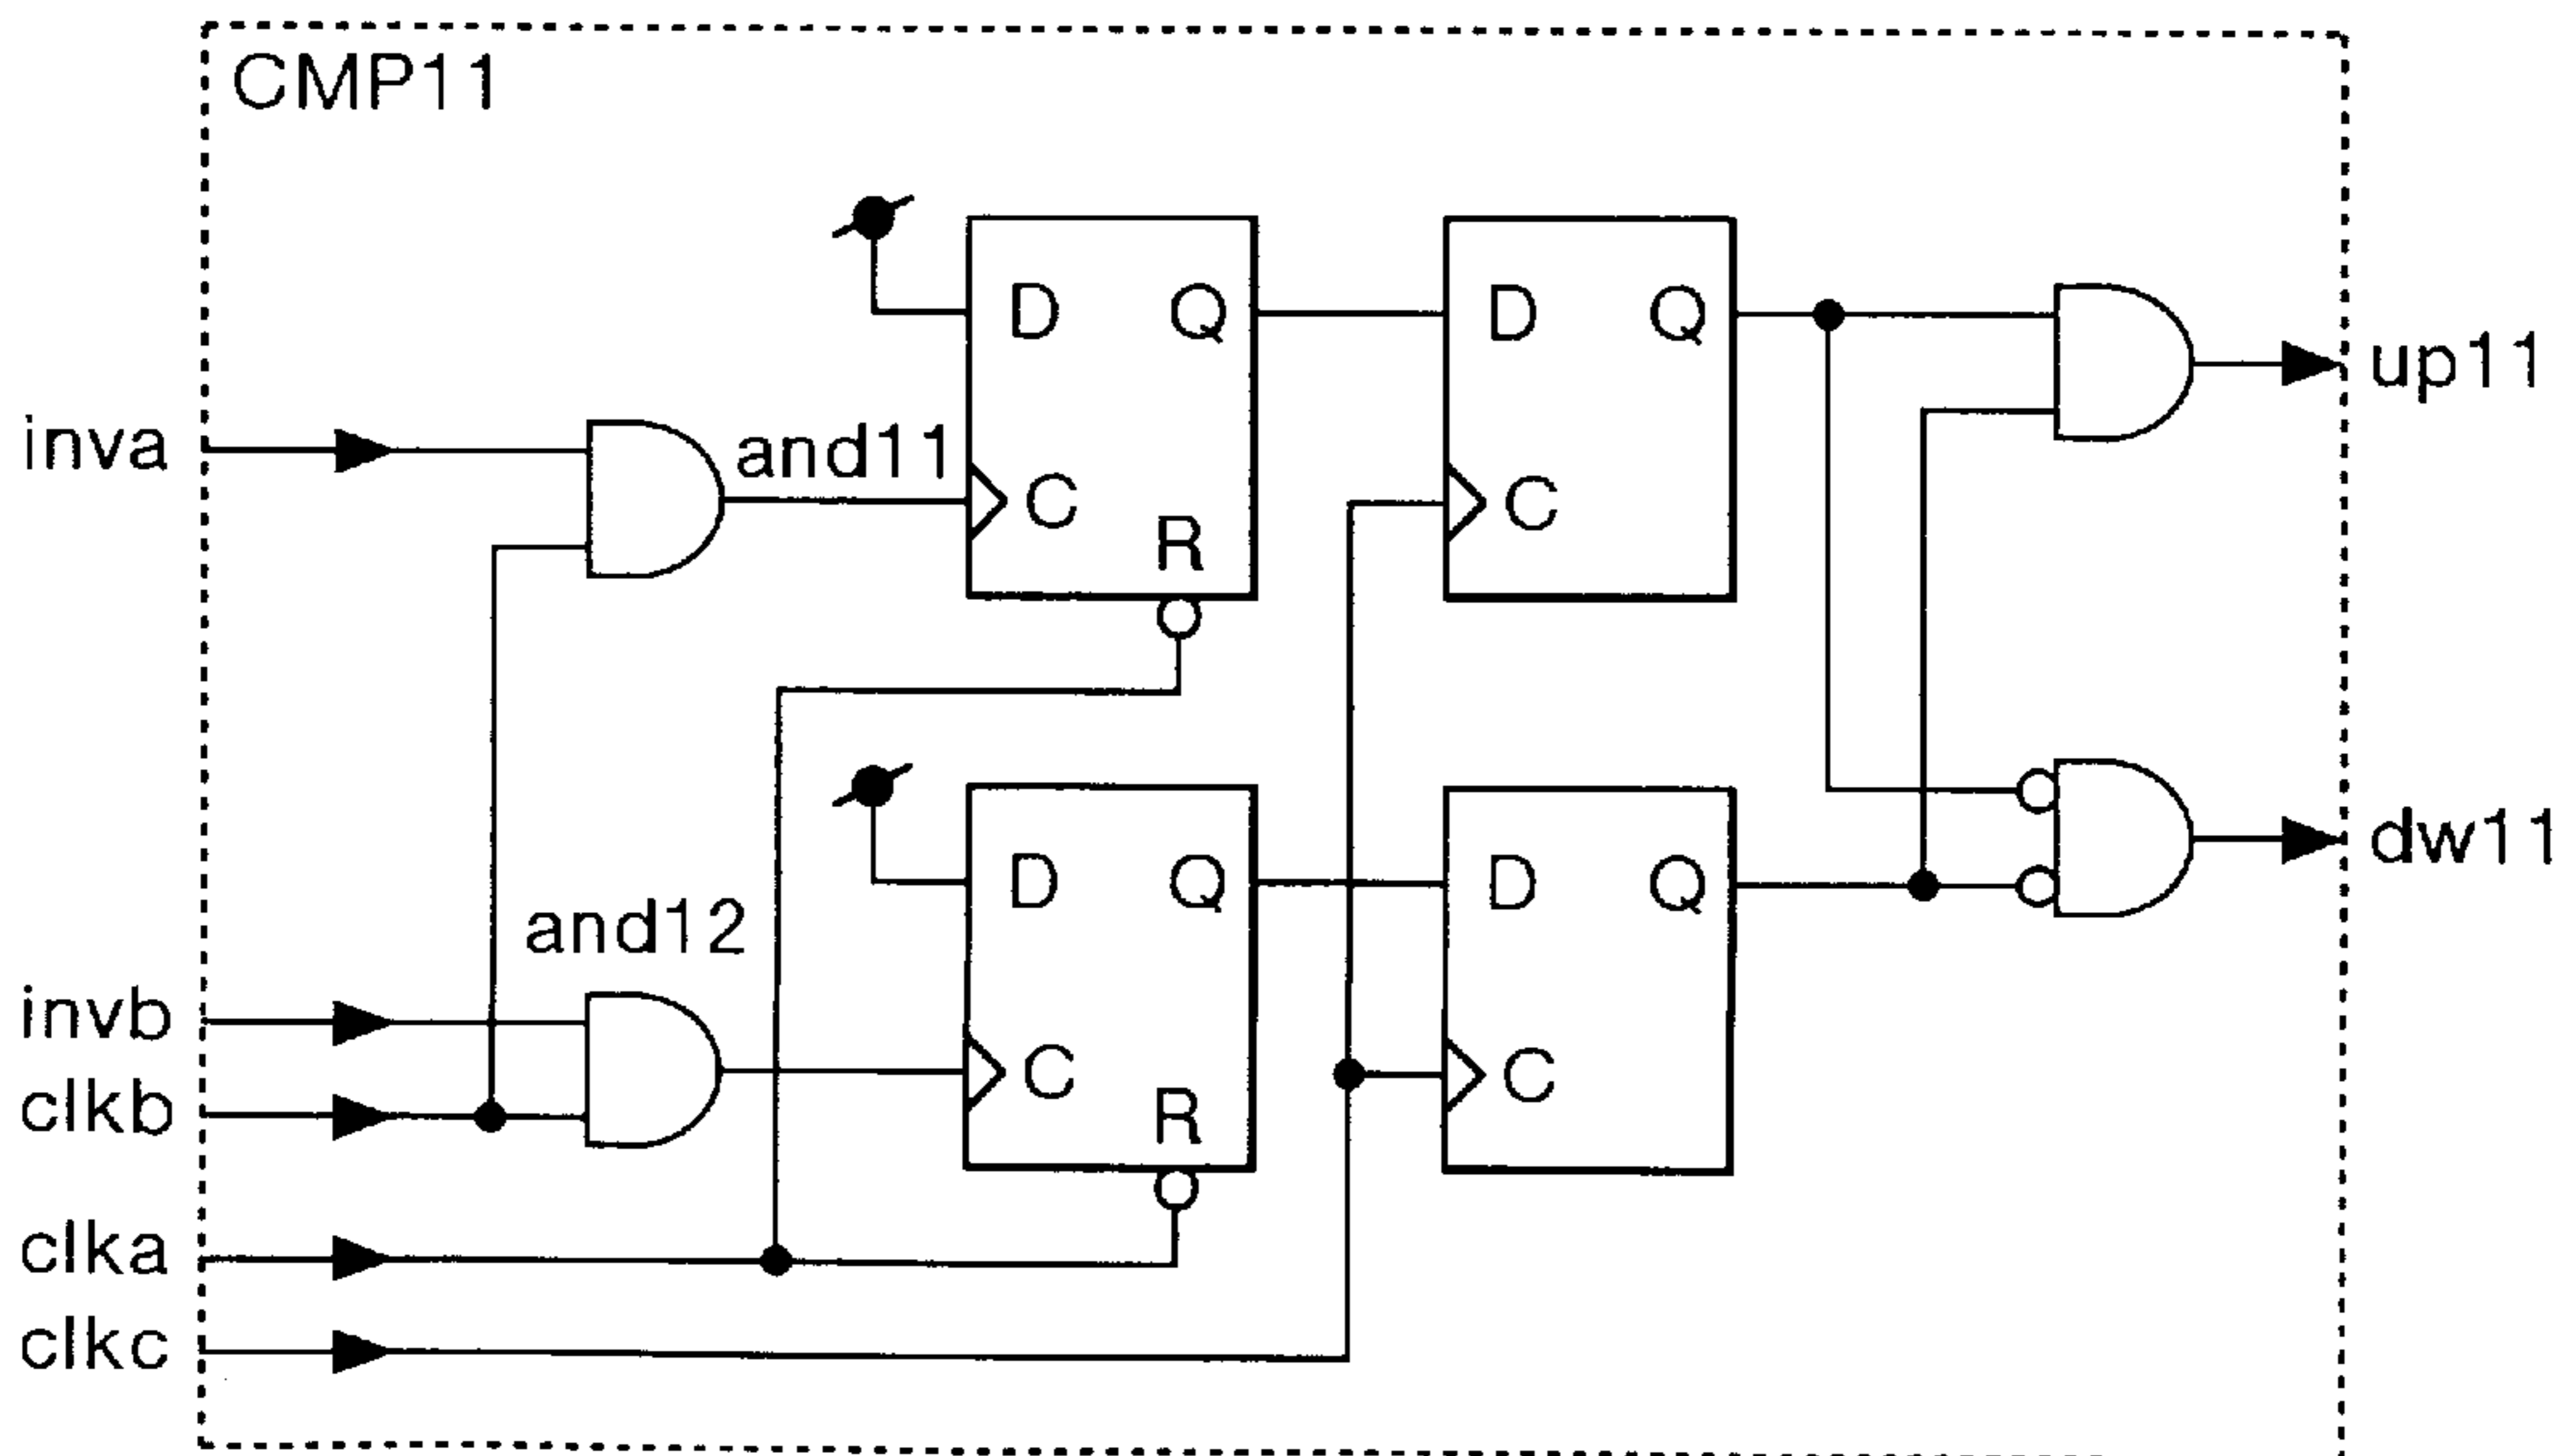 CMP11
D Q
C
R
D Q
C
up11
inva
and11
D Q
C
R
D Q
C
dw11
and12
invb
clkb
clka
clkc